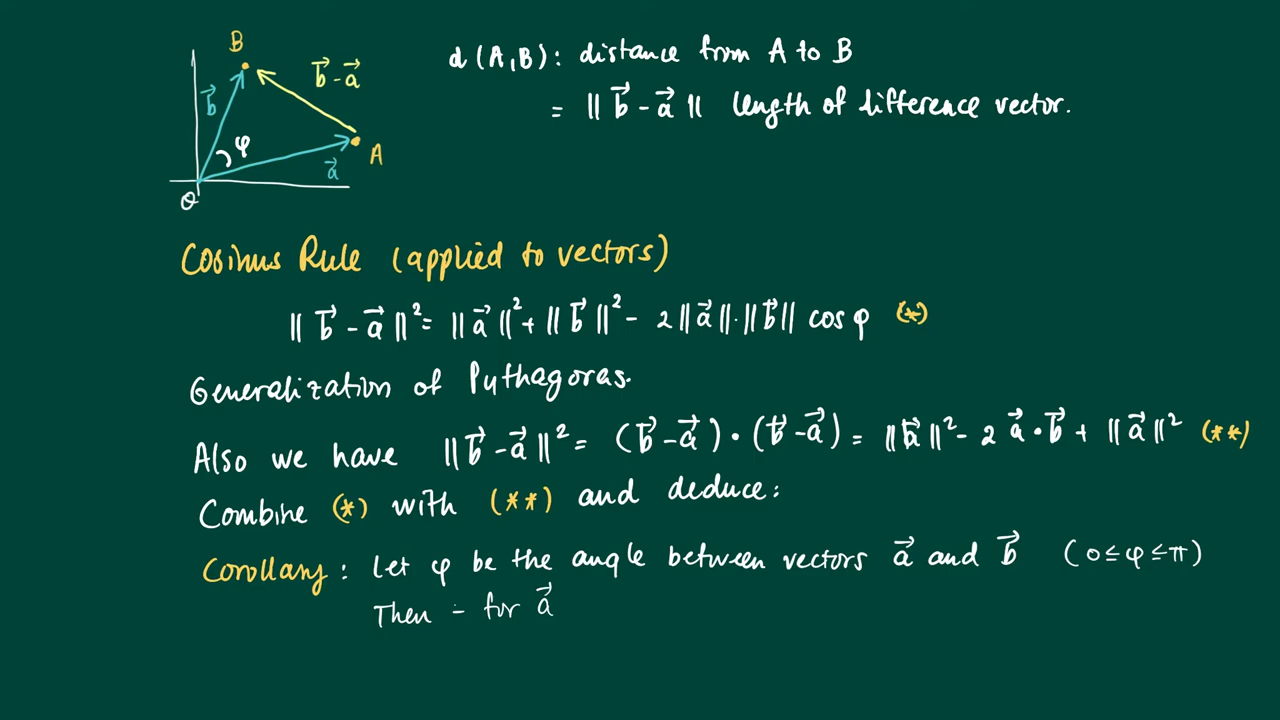 B
b⃗ - a⃗
b⃗
φ
a⃗
A
O
d (A,B): distance from A to B
= || b⃗ - a⃗ || length of difference vector.
Cosinus Rule (applied to vectors)
|| b⃗ - a⃗ ||² = || a⃗ ||² + || b⃗ ||² - 2 || a⃗ || · || b⃗ || cos φ (*)
Generalization of Pythagoras.
Also we have || b⃗ - a⃗ ||² = (b⃗ - a⃗) • (b⃗ - a⃗) = || b⃗ ||² - 2 a⃗ • b⃗ + || a⃗ ||² (**)
Combine (*) with (**) and deduce:
Corollary: Let φ be the angle between vectors a⃗ and b⃗ (0 ≤ φ ≤ π)
Then - for a⃗